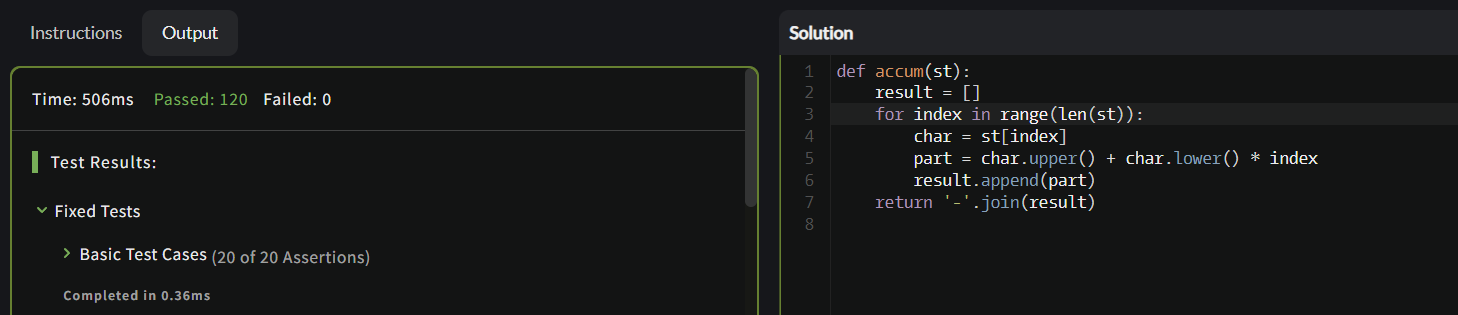 Instructions Output
Time: 506ms Passed: 120 Failed: 0
Test Results:
Fixed Tests
Basic Test Cases (20 of 20 Assertions)
Completed in 0.36ms
Solution
1 def accum(st):
2     result = []
3     for index in range(len(st)):
4         char = st[index]
5         part = char.upper() + char.lower() * index
6         result.append(part)
7     return '-'.join(result)
8